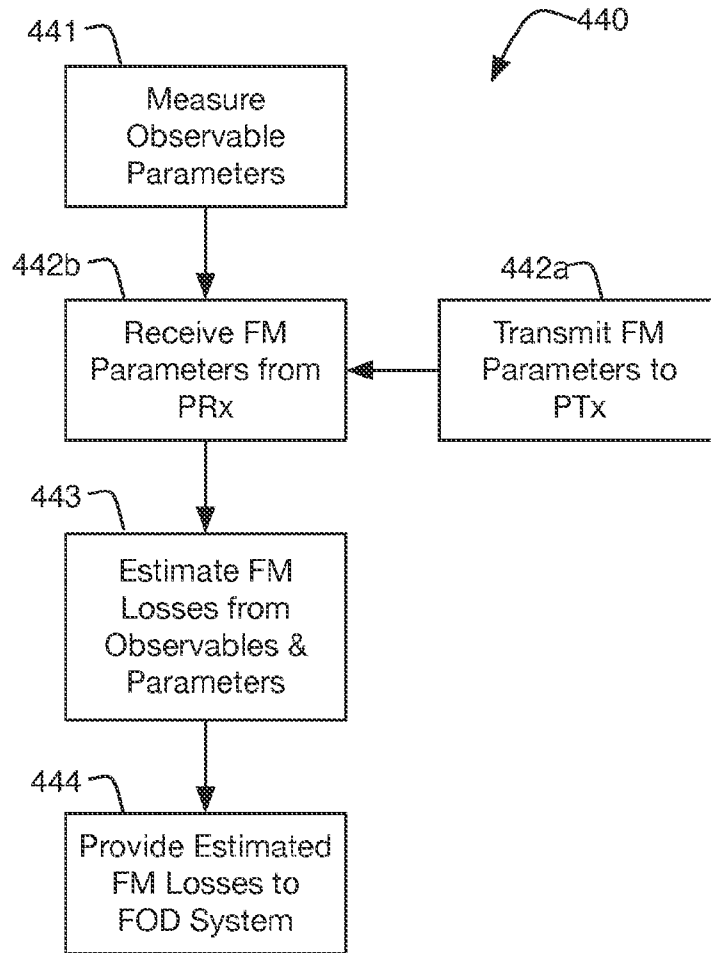 441
440
Measure
Observable
Parameters
442b
442a
Receive FM
Parameters from
PRx
Transmit FM
Parameters to
PTx
443
Estimate FM
Losses from
Observables &
Parameters
444
Provide Estimated
FM Losses to
FOD System